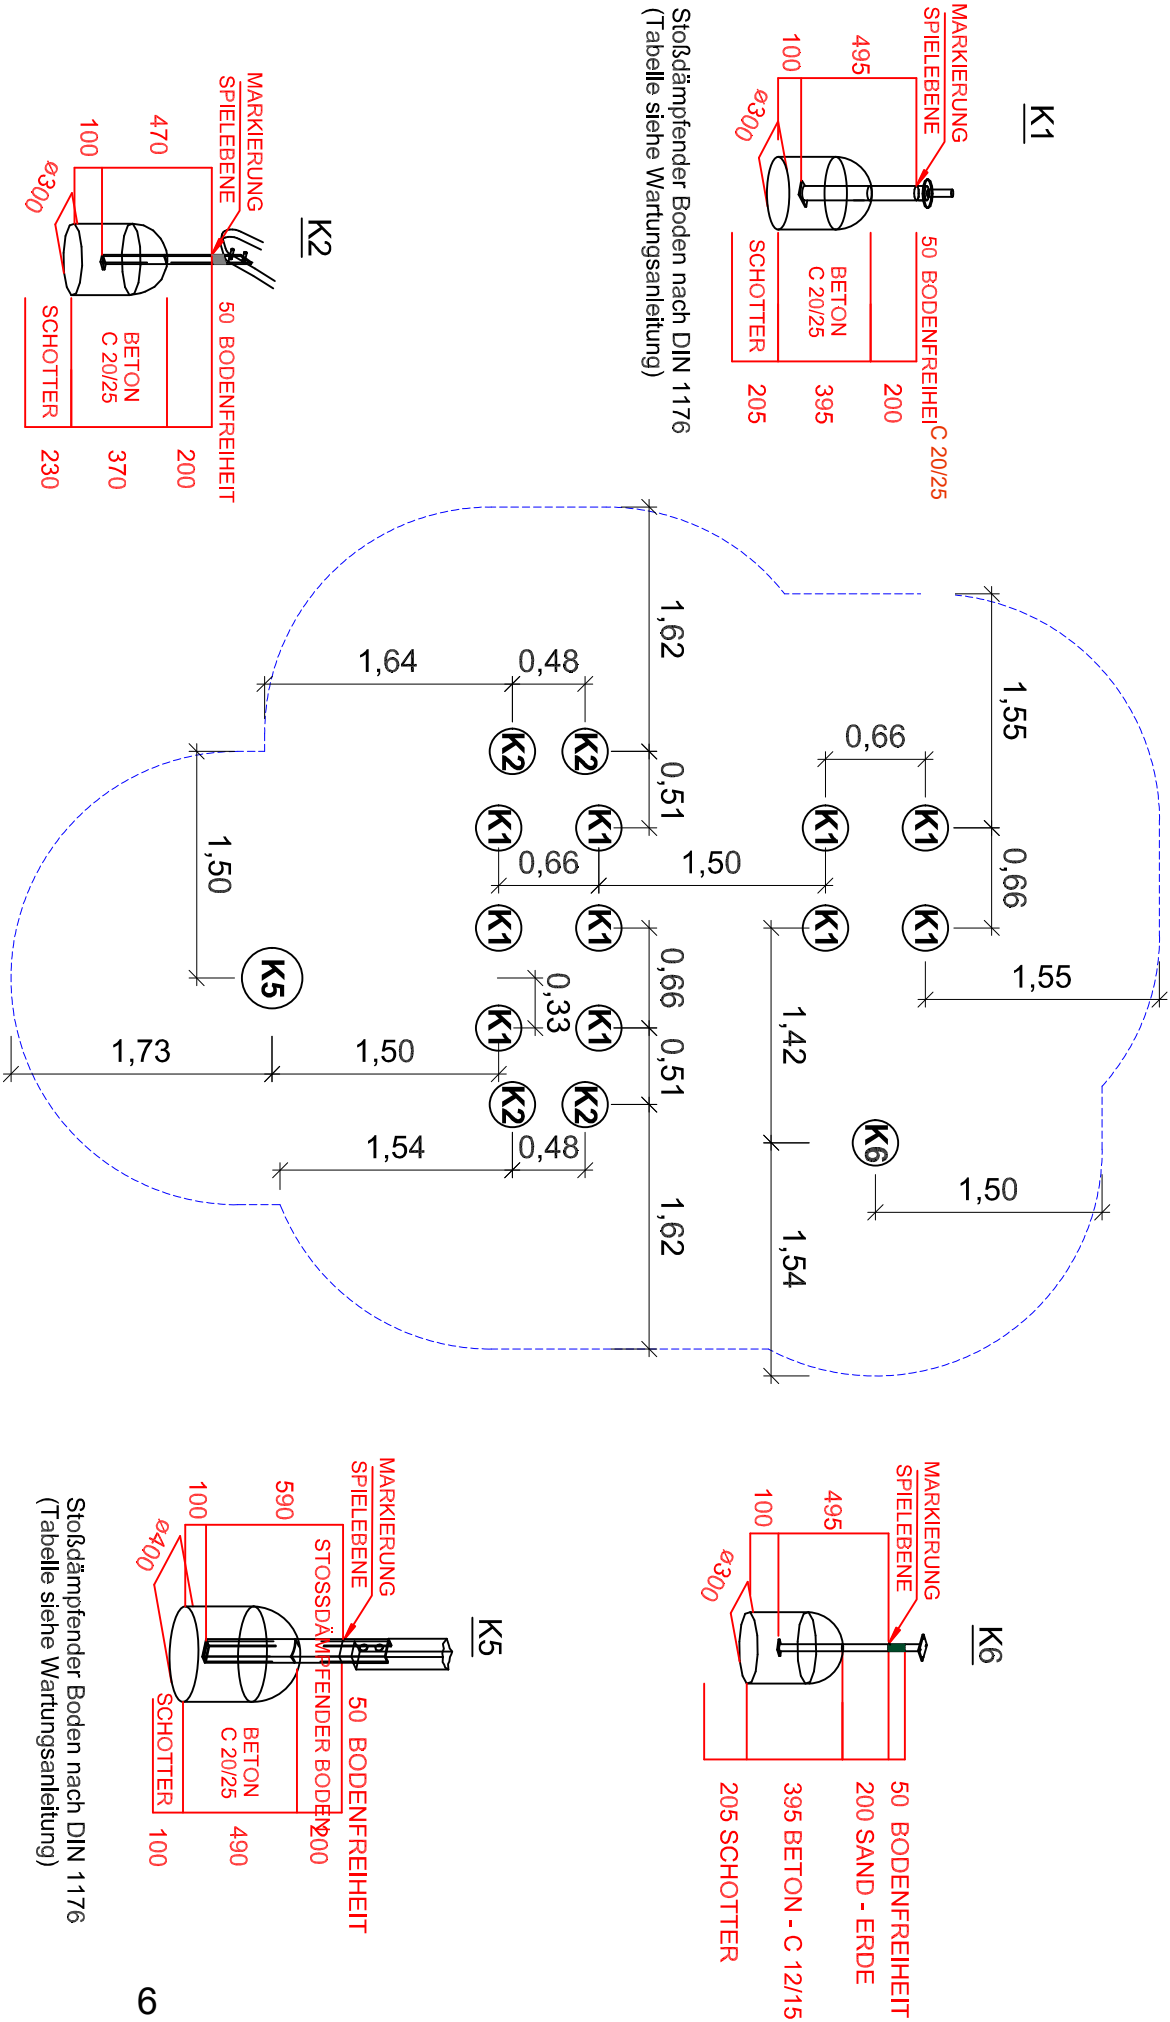 K1
MARKIERUNG
SPIELEBENE
495
100
ø300
50 BODENFREIHEI
C 20/25
200
BETON
C 20/25
395
SCHOTTER
205
Stoßdämpfender Boden nach DIN 1176
(Tabelle siehe Wartungsanleitung)
K2
MARKIERUNG
SPIELEBENE
470
100
ø300
50 BODENFREIHEIT
200
BETON
C 20/25
370
SCHOTTER
230
1,55
0,66
1,55
0,66
K1
K1
K1
K1
1,62
0,51
0,66
0,51
1,62
1,64
0,48
K2
K2
K1
K1
0,66
1,50
K1
K1
0,33
K1
K1
K2
K2
1,54
0,48
1,42
1,54
K6
1,50
1,50
K5
1,73
1,50
K6
MARKIERUNG
SPIELEBENE
495
100
ø300
50 BODENFREIHEIT
200 SAND - ERDE
395 BETON - C 12/15
205 SCHOTTER
K5
MARKIERUNG
SPIELEBENE
590
100
ø400
50 BODENFREIHEIT
STOSSDÄMPFENDER BODEN
200
BETON
C 20/25
490
SCHOTTER
100
Stoßdämpfender Boden nach DIN 1176
(Tabelle siehe Wartungsanleitung)
6